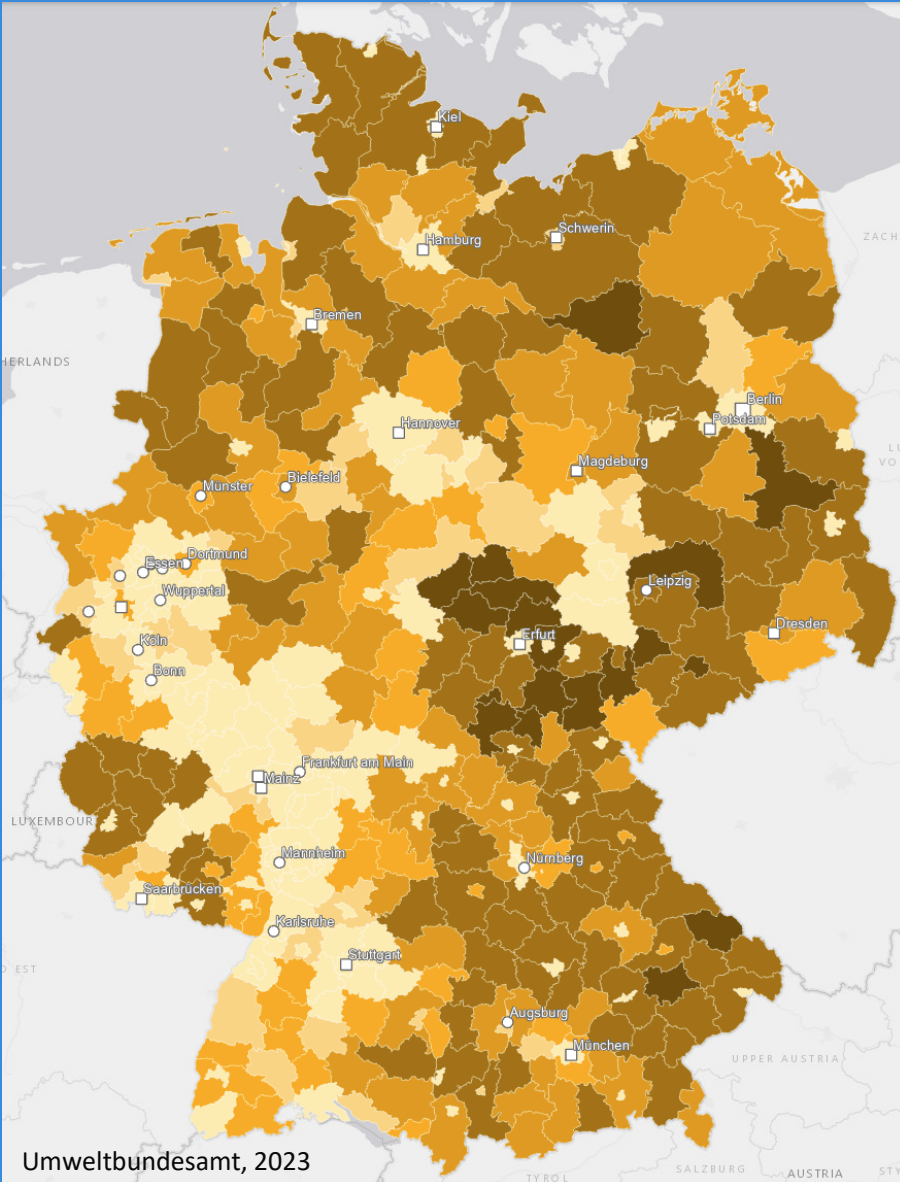 Kiel
Schwerin
Hamburg
ZACH
Bremen
HERLANDS
Berlin
Potsdam
Hannover
Magdeburg
Bielefeld
Münster
Dortmund
Essen
Leipzig
Wuppertal
Dresden
Erfurt
Köln
Bonn
Frankfurt am Main
Mainz
LUXEMBOUR
Mannheim
Nürnberg
Saarbrücken
Karlsruhe
Stuttgart
D EST
Augsburg
München
UPPER AUSTRIA
Umweltbundesamt, 2023
SALZBURG
AUSTRIA
STY
TYROL